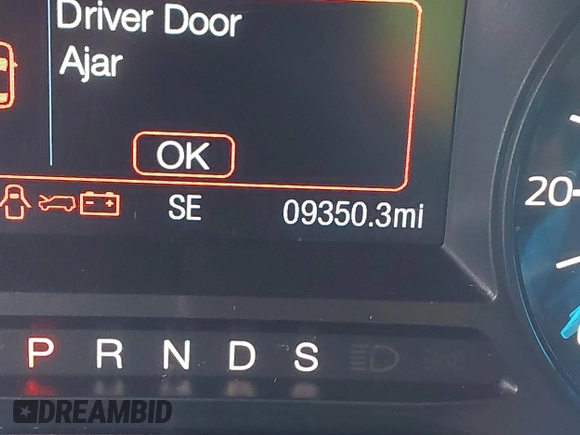 Driver Door
Ajar
OK
SE 09350.3mi
20
P R N D S
DREAMBID